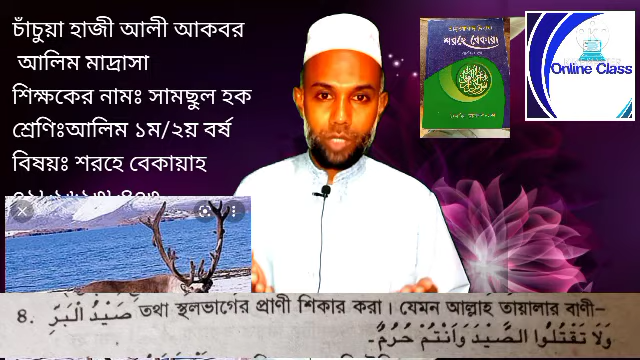 চাঁচুয়া হাজী আলী আকবর
আলিম মাদ্রাসা
শিক্ষকের নামঃ সামছুল হক
শ্রেণিঃআলিম ১ম/২য় বর্ষ
বিষয়ঃ শরহে বেকায়াহ
শরহে বেকায়া
Online Class
৪. صَيْدُ الْبَرِّ তথা স্থলভাগের প্রাণী শিকার করা। যেমন আল্লাহ তায়ালার বাণী–
وَلَا تَقْتُلُوا الصَّيْدَ وَأَنْتُمْ حُرُمٌ-